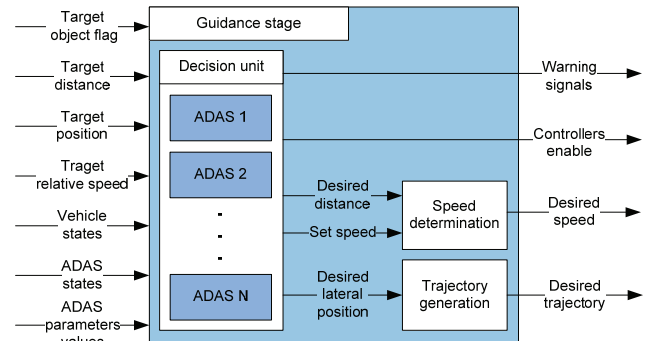 Target
object flag
Target
distance
Target
position
Traget
relative speed
Vehicle
states
ADAS
states
ADAS
parameters
values
Guidance stage
Decision unit
ADAS 1
ADAS 2
ADAS N
Desired
distance
Set speed
Desired
lateral
position
Speed
determination
Trajectory
generation
Warning
signals
Controllers
enable
Desired
speed
Desired
trajectory